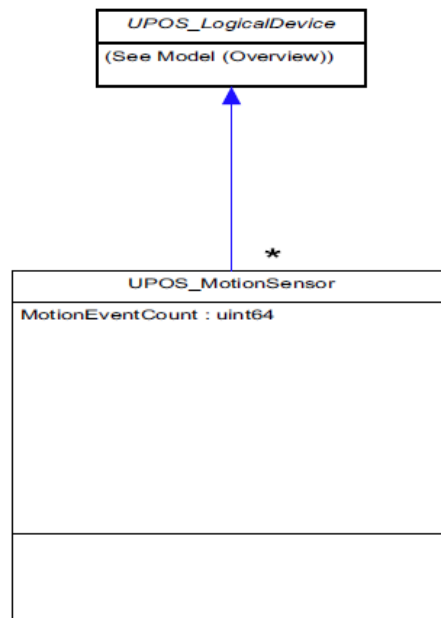 UPOS_LogicalDevice
(See Model (Overview))
*
UPOS_MotionSensor
MotionEventCount : uint64